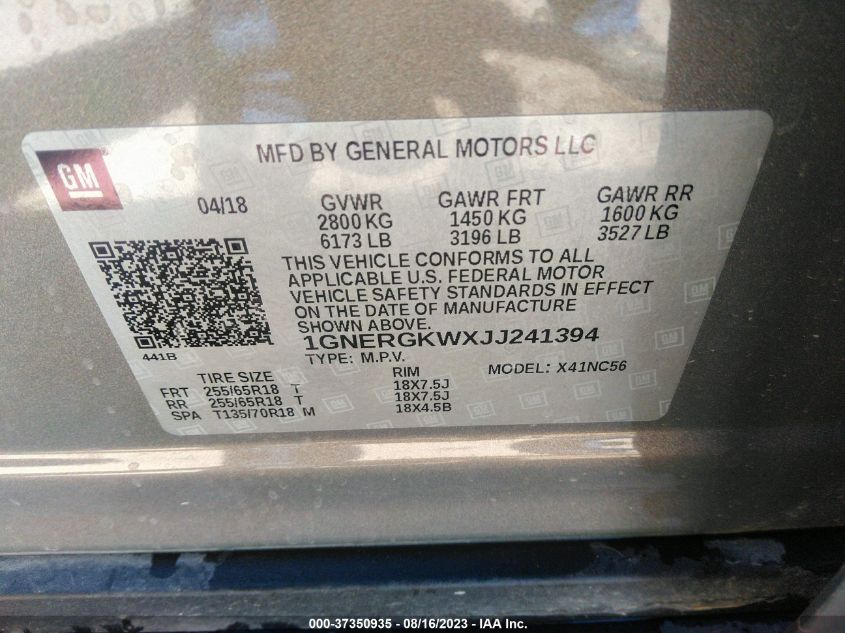 GM
MFD BY GENERAL MOTORS LLC
04/18 GVWR GAWR FRT GAWR RR
2800 KG 1450 KG 1600 KG
6173 LB 3196 LB 3527 LB
THIS VEHICLE CONFORMS TO ALL
APPLICABLE U.S. FEDERAL MOTOR
VEHICLE SAFETY STANDARDS IN EFFECT
ON THE DATE OF MANUFACTURE
SHOWN ABOVE.
1GNERGKWXJJ241394
441B
TYPE: M.P.V. MODEL: X41NC56
TIRE SIZE RIM
FRT 255/65R18 T 18X7.5J
RR 255/65R18 T 18X7.5J
SPA T135/70R18 M 18X4.5B
000-37350935 - 08/16/2023 - IAA Inc.